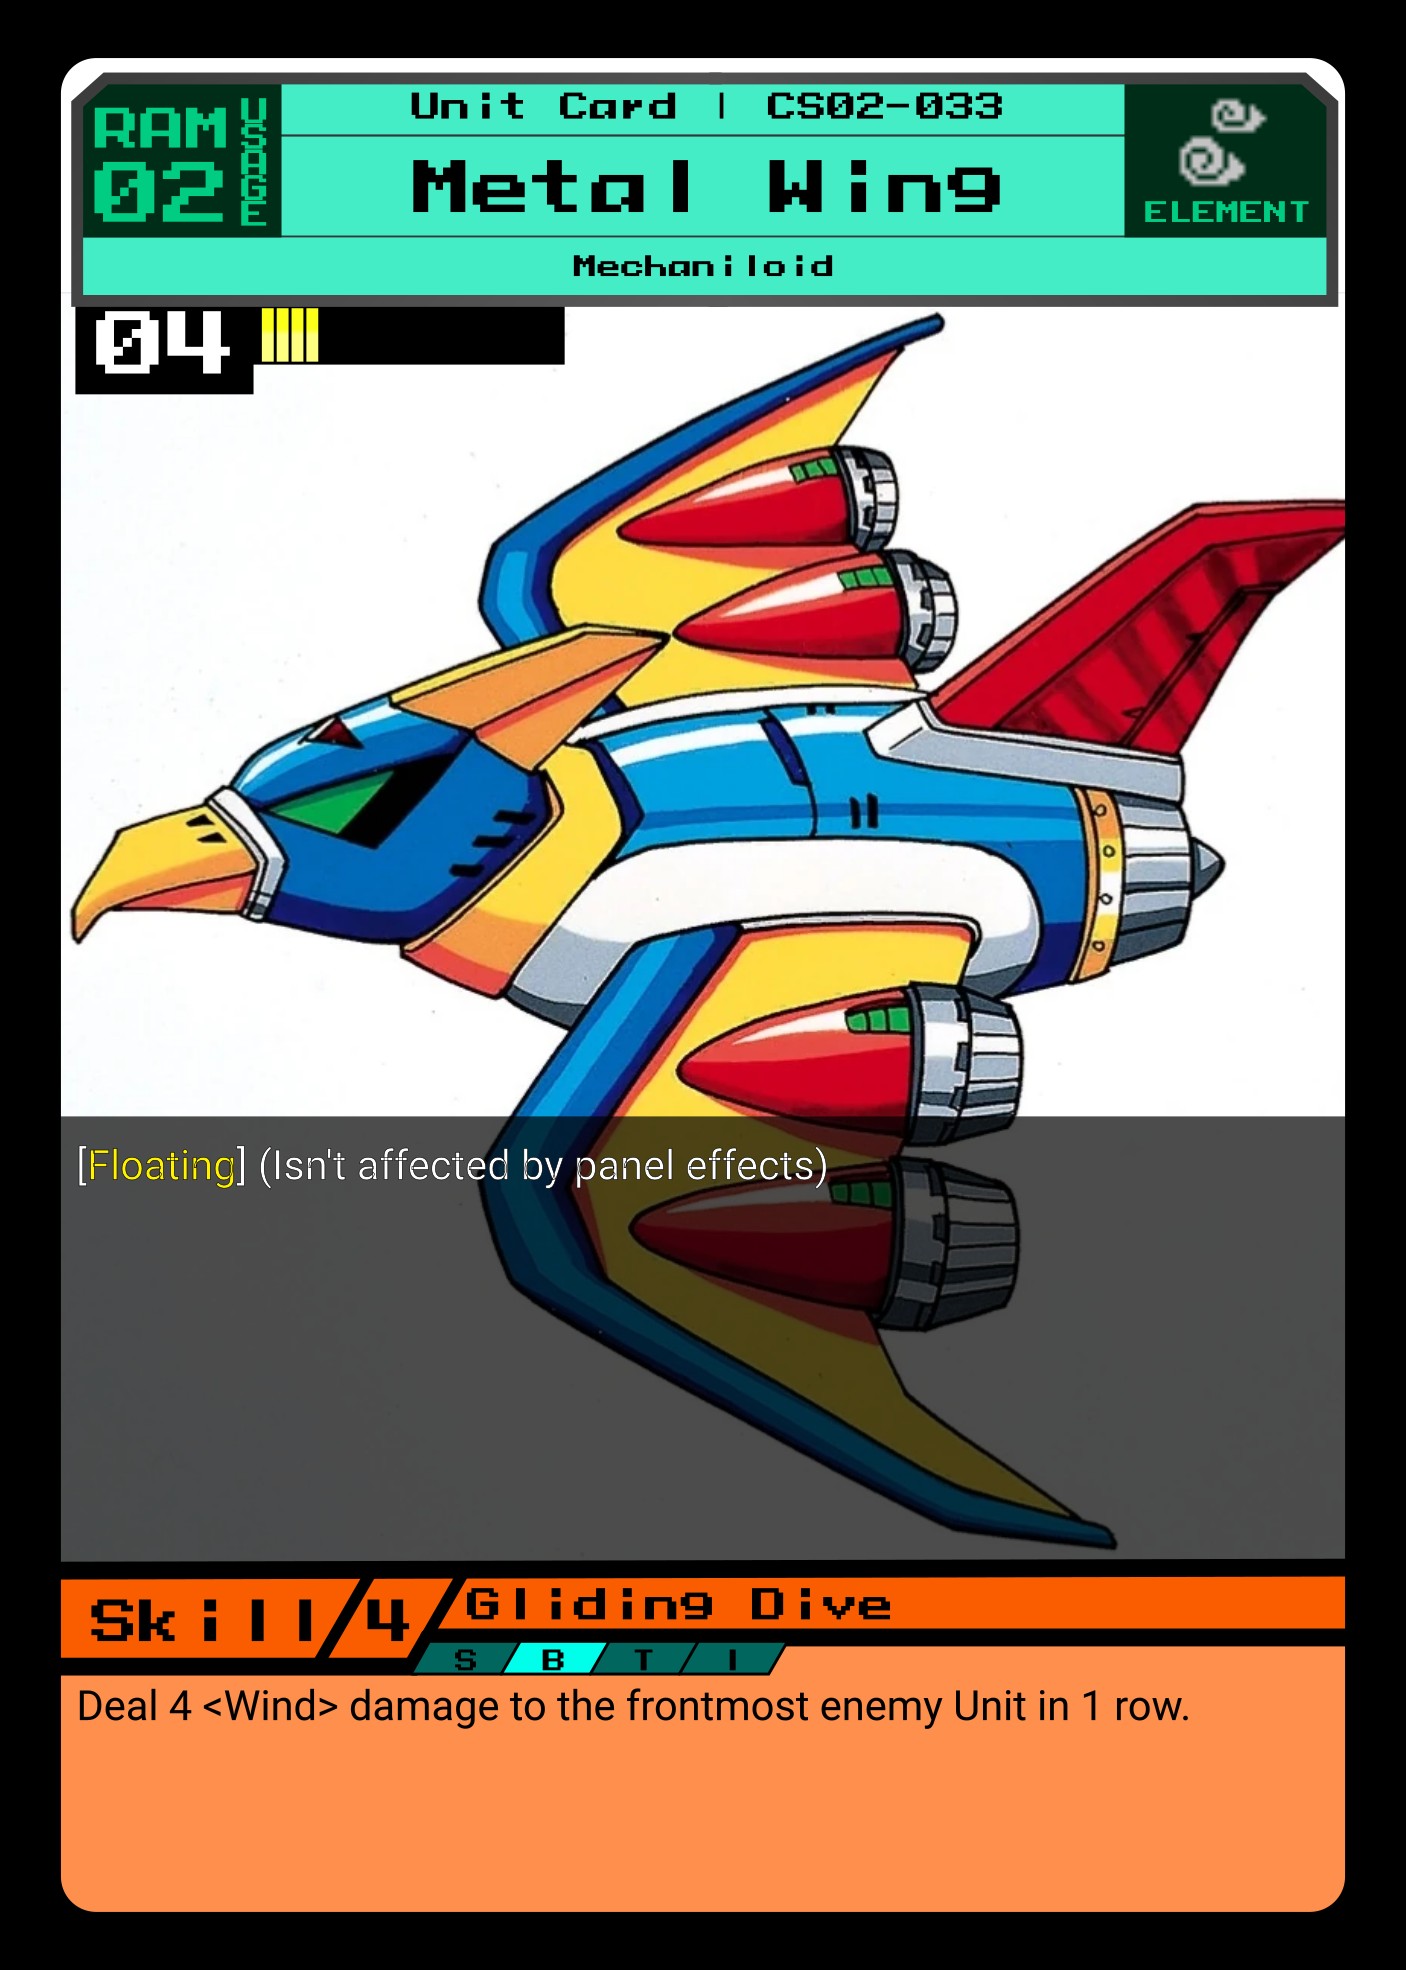 RAM USAGE
02
Unit Card | CS02-033
Metal Wing
ELEMENT
Mechaniloid
04
[Floating] (Isn't affected by panel effects)
Skill/4 Gliding Dive
S B T I
Deal 4 <Wind> damage to the frontmost enemy Unit in 1 row.